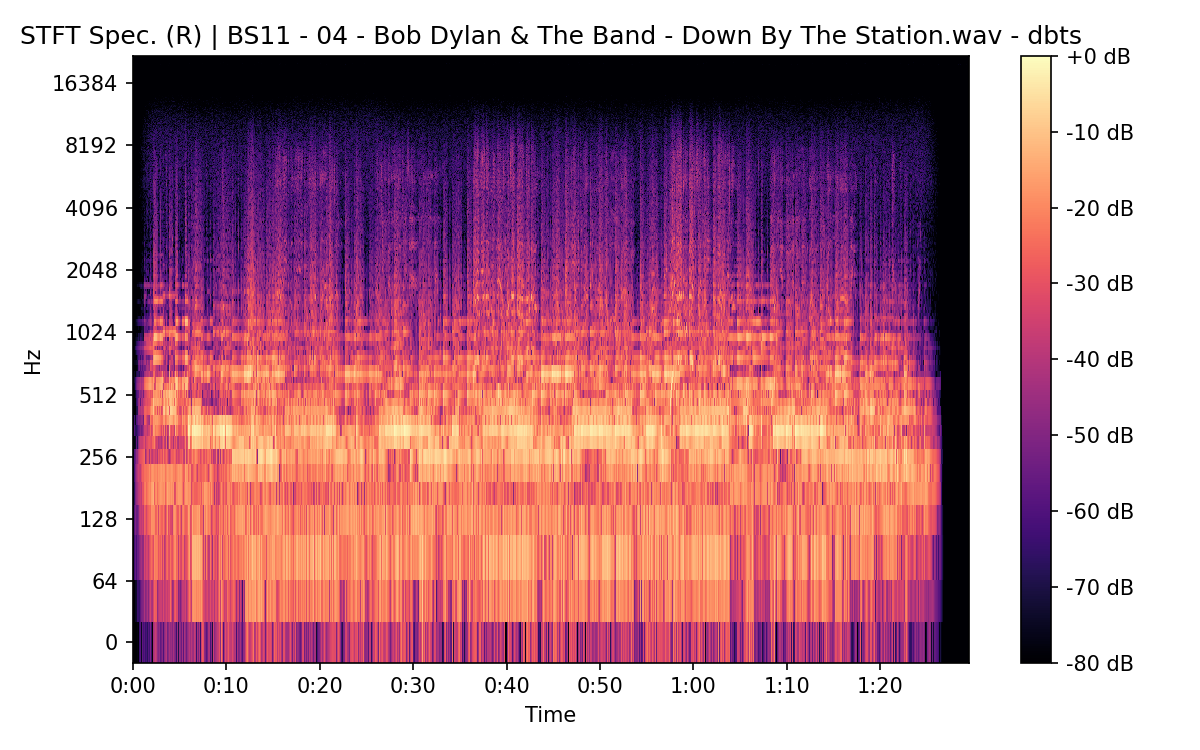 STFT Spec. (R) | BS11 - 04 - Bob Dylan & The Band - Down By The Station.wav - dbts
16384
8192
4096
2048
1024
512
256
128
64
0
Hz
0:00 0:10 0:20 0:30 0:40 0:50 1:00 1:10 1:20
Time
+0 dB
-10 dB
-20 dB
-30 dB
-40 dB
-50 dB
-60 dB
-70 dB
-80 dB